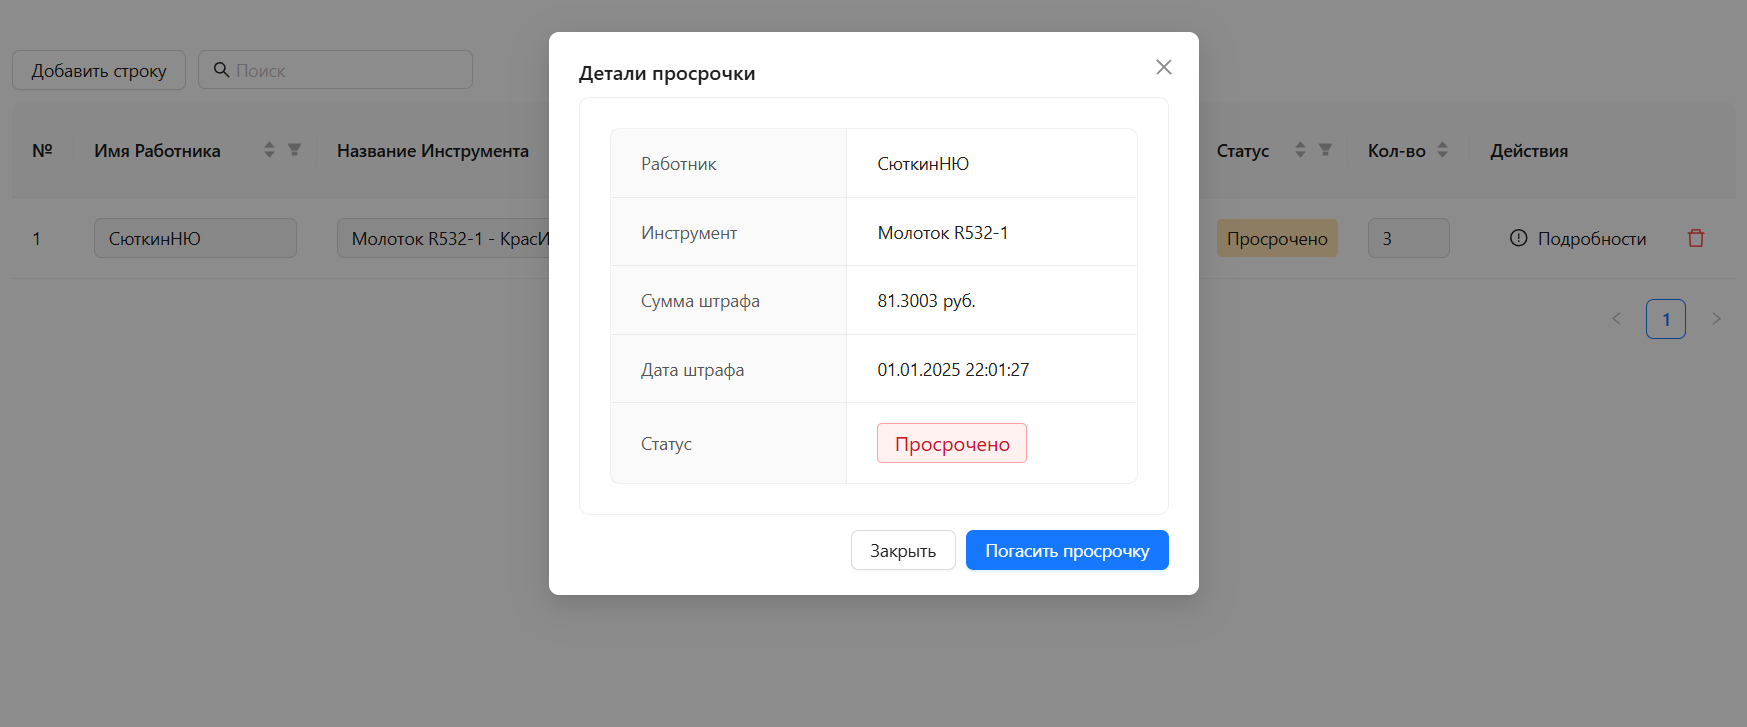 Добавить строку
Поиск
№ Имя Работника Название Инструмента Статус Кол-во Действия
1 СюткинНЮ Молоток R532-1 - КрасИ Просрочено 3 Подробности
1
Детали просрочки
Работник СюткинНЮ
Инструмент Молоток R532-1
Сумма штрафа 81.3003 руб.
Дата штрафа 01.01.2025 22:01:27
Статус Просрочено
Закрыть Погасить просрочку